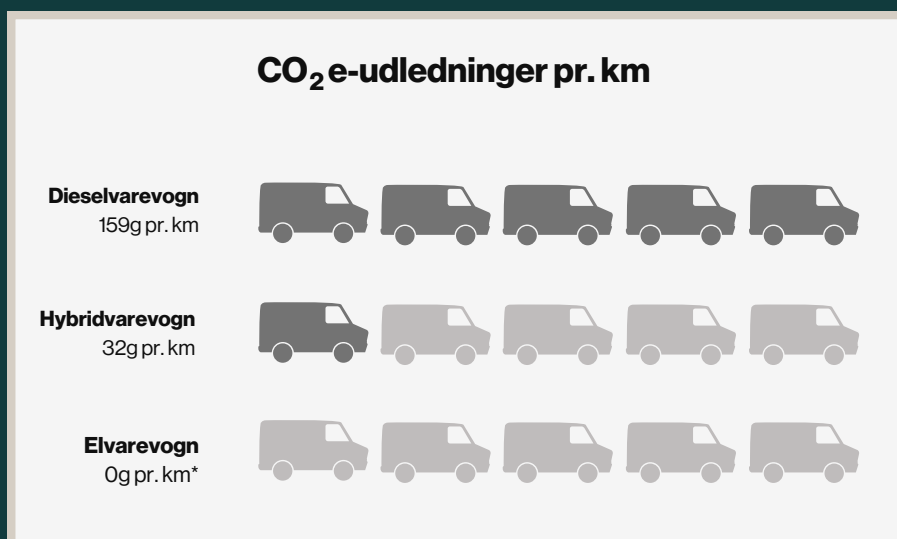 CO₂e-udledninger pr. km
Dieselvarevogn
159g pr. km
Hybridvarevogn
32g pr. km
Elvarevogn
0g pr. km*